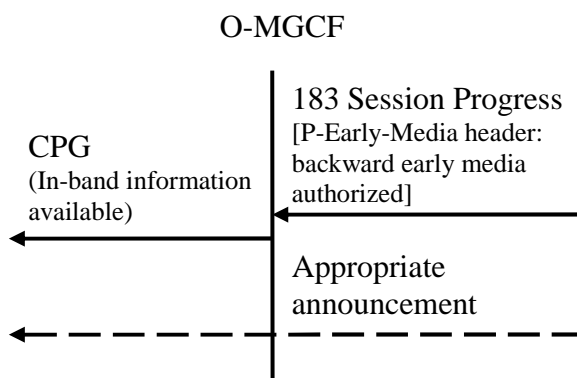 O-MGCF
183 Session Progress
[P-Early-Media header:
backward early media
authorized]
CPG
(In-band information
available)
Appropriate
announcement